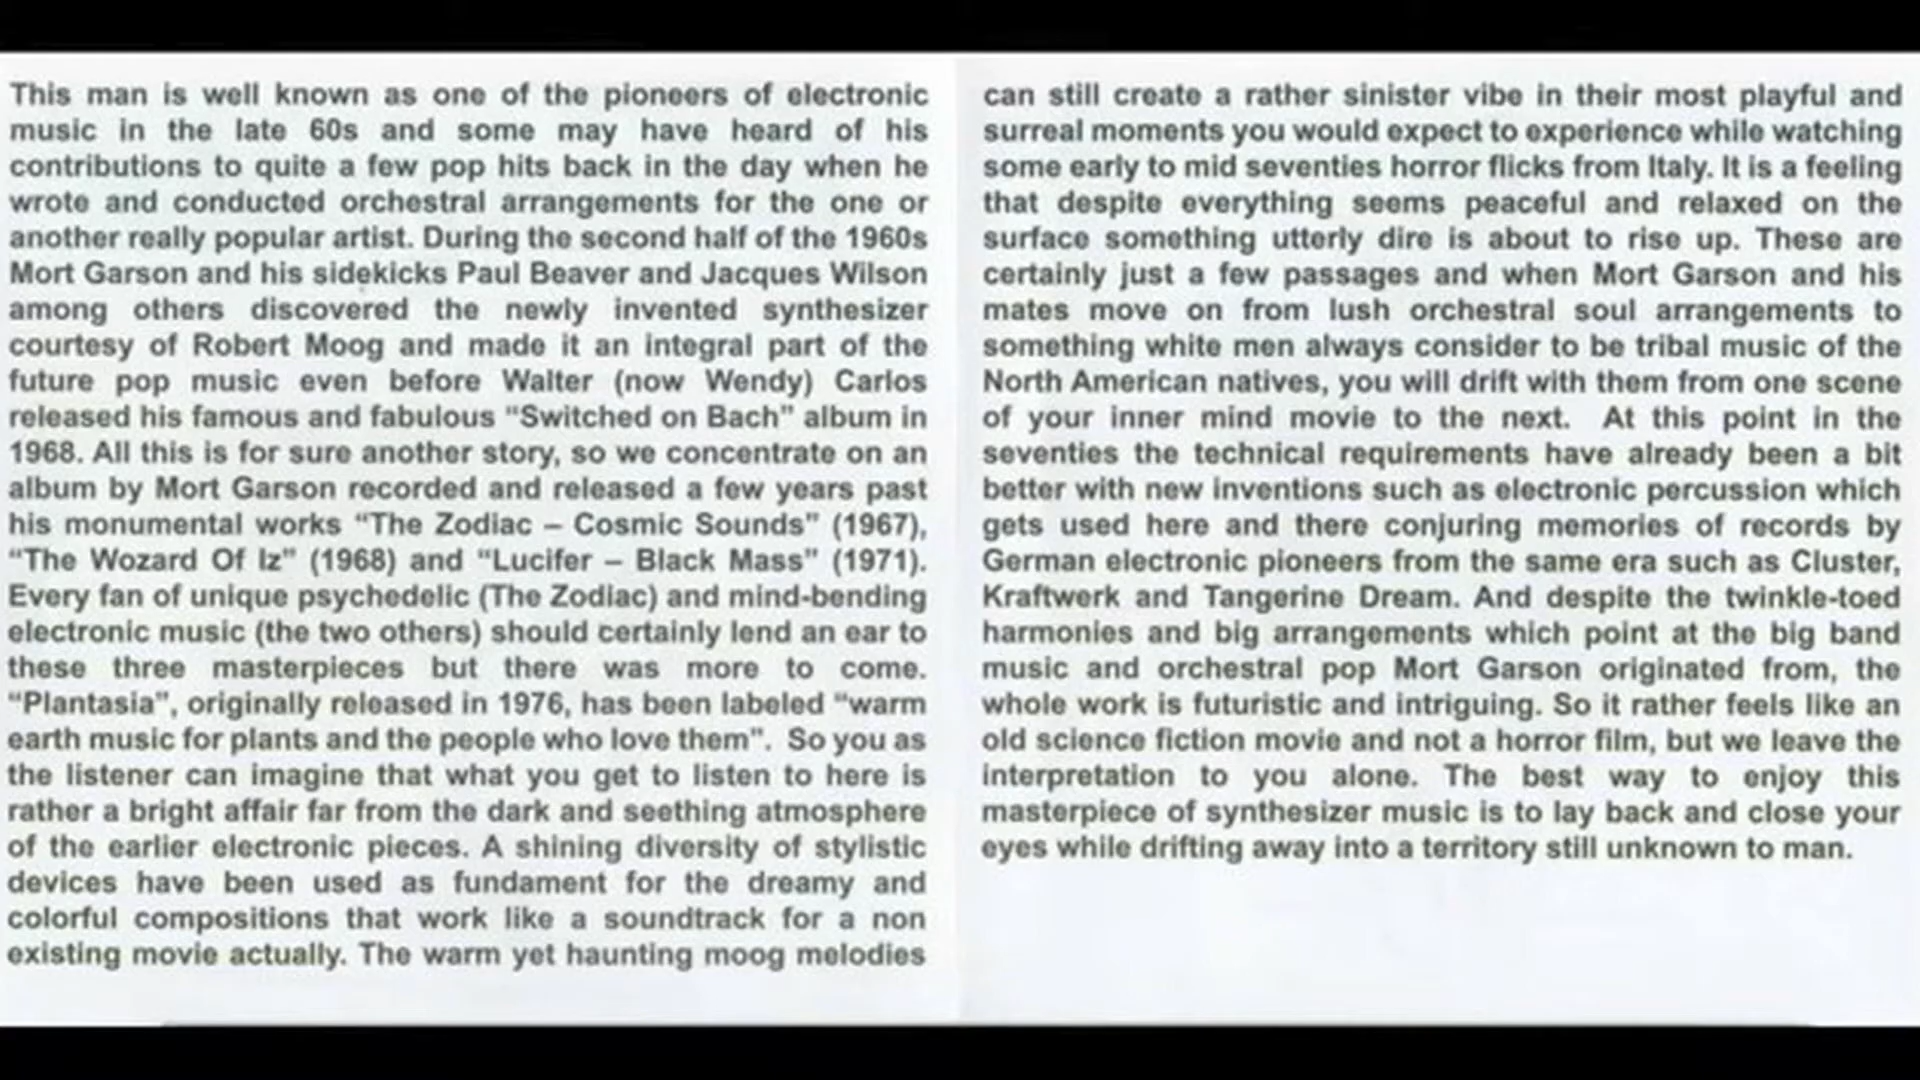 This man is well known as one of the pioneers of electronic
music in the late 60s and some may have heard of his
contributions to quite a few pop hits back in the day when he
wrote and conducted orchestral arrangements for the one or
another really popular artist. During the second half of the 1960s
Mort Garson and his sidekicks Paul Beaver and Jacques Wilson
among others discovered the newly invented synthesizer
courtesy of Robert Moog and made it an integral part of the
future pop music even before Walter (now Wendy) Carlos
released his famous and fabulous “Switched on Bach” album in
1968. All this is for sure another story, so we concentrate on an
album by Mort Garson recorded and released a few years past
his monumental works “The Zodiac – Cosmic Sounds” (1967),
“The Wozard Of Iz” (1968) and “Lucifer – Black Mass” (1971).
Every fan of unique psychedelic (The Zodiac) and mind-bending
electronic music (the two others) should certainly lend an ear to
these three masterpieces but there was more to come.
“Plantasia”, originally released in 1976, has been labeled “warm
earth music for plants and the people who love them”. So you as
the listener can imagine that what you get to listen to here is
rather a bright affair far from the dark and seething atmosphere
of the earlier electronic pieces. A shining diversity of stylistic
devices have been used as fundament for the dreamy and
colorful compositions that work like a soundtrack for a non
existing movie actually. The warm yet haunting moog melodies
can still create a rather sinister vibe in their most playful and
surreal moments you would expect to experience while watching
some early to mid seventies horror flicks from Italy. It is a feeling
that despite everything seems peaceful and relaxed on the
surface something utterly dire is about to rise up. These are
certainly just a few passages and when Mort Garson and his
mates move on from lush orchestral soul arrangements to
something white men always consider to be tribal music of the
North American natives, you will drift with them from one scene
of your inner mind movie to the next. At this point in the
seventies the technical requirements have already been a bit
better with new inventions such as electronic percussion which
gets used here and there conjuring memories of records by
German electronic pioneers from the same era such as Cluster,
Kraftwerk and Tangerine Dream. And despite the twinkle-toed
harmonies and big arrangements which point at the big band
music and orchestral pop Mort Garson originated from, the
whole work is futuristic and intriguing. So it rather feels like an
old science fiction movie and not a horror film, but we leave the
interpretation to you alone. The best way to enjoy this
masterpiece of synthesizer music is to lay back and close your
eyes while drifting away into a territory still unknown to man.